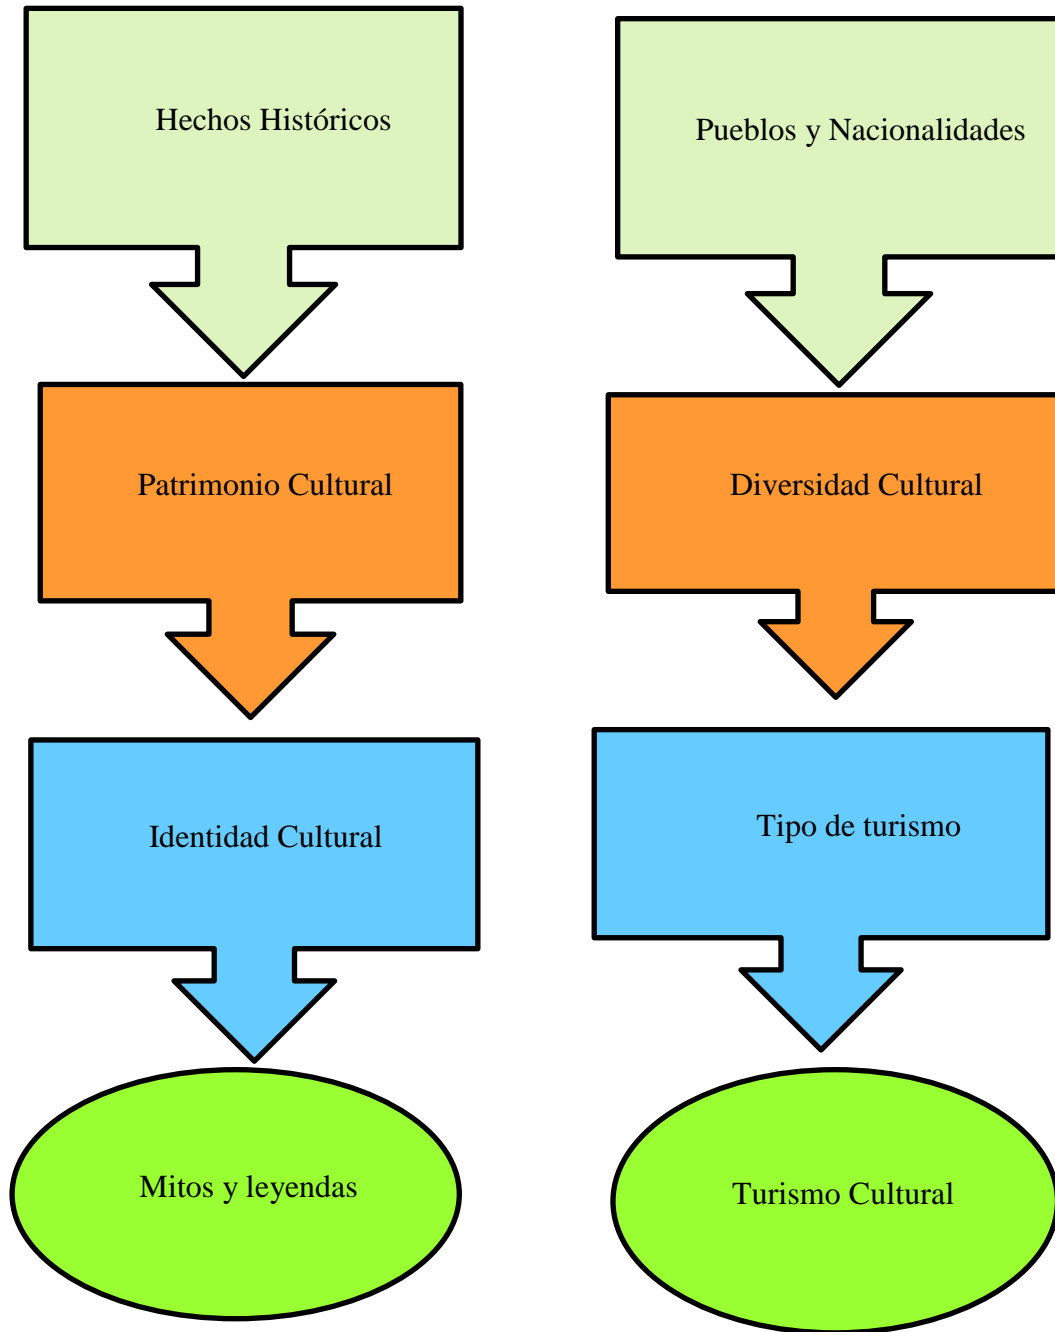 Hechos Históricos
Patrimonio Cultural
Identidad Cultural
Mitos y leyendas
Pueblos y Nacionalidades
Diversidad Cultural
Tipo de turismo
Turismo Cultural